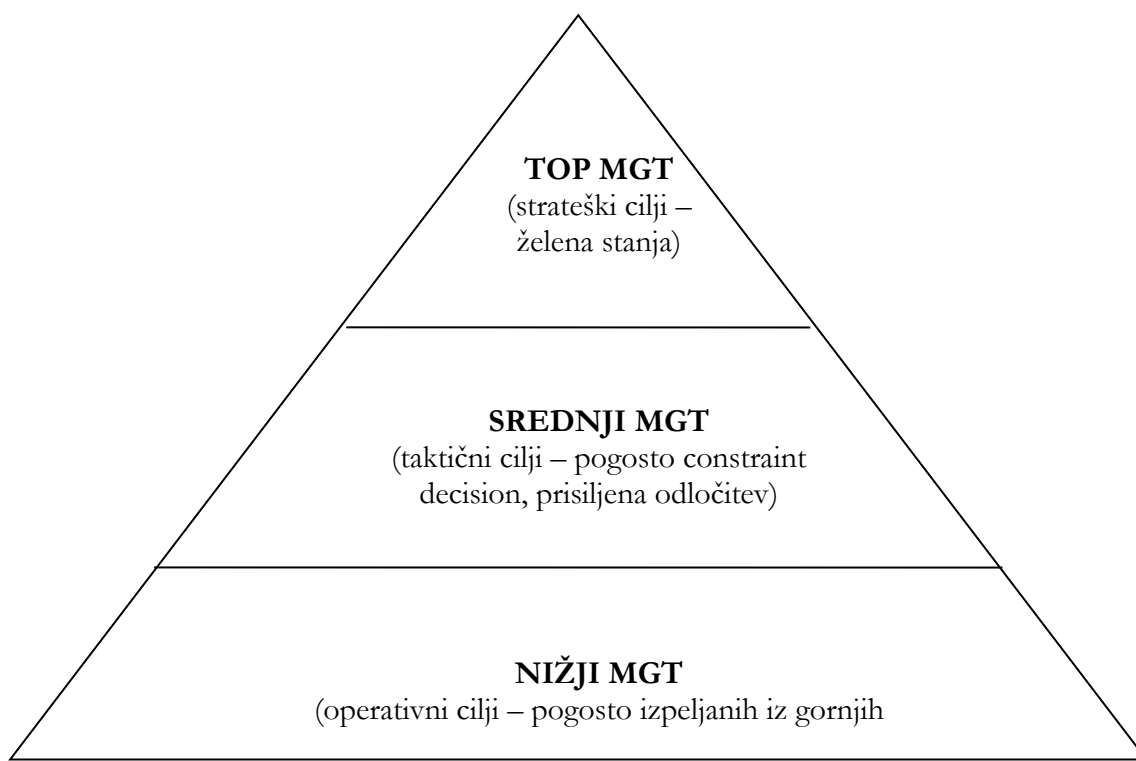 TOP MGT
(strateški cilji –
želena stanja)
SREDNJI MGT
(taktični cilji – pogosto constraint
decision, prisiljena odločitev)
NIŽJI MGT
(operativni cilji – pogosto izpeljanih iz gornjih